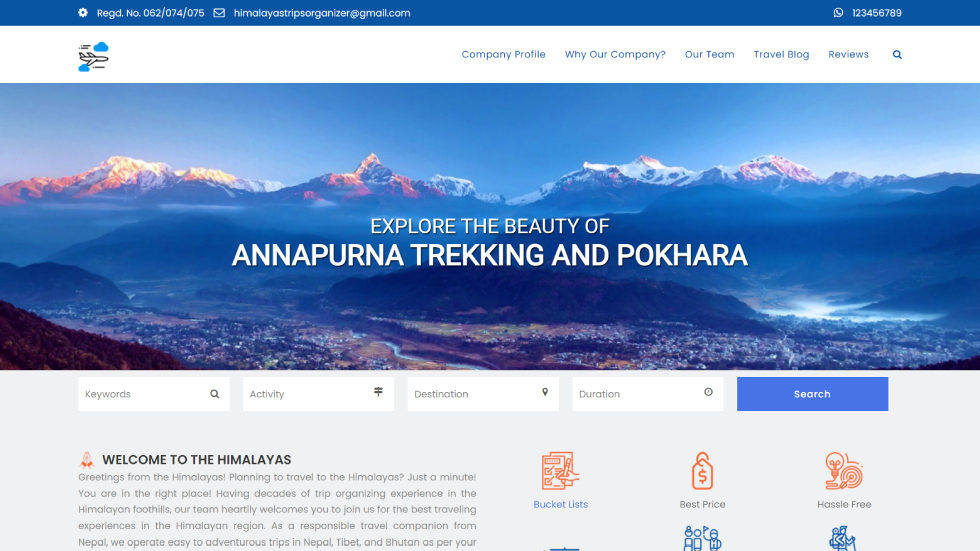 Regd. No. 062/074/075 himalayastripsorganizer@gmail.com 123456789
Company Profile Why Our Company? Our Team Travel Blog Reviews
EXPLORE THE BEAUTY OF
ANNAPURNA TREKKING AND POKHARA
Keywords Activity Destination Duration Search
WELCOME TO THE HIMALAYAS
Greetings from the Himalayas! Planning to travel to the Himalayas? Just a minute!
You are in the right place! Having decades of trip organizing experience in the
Himalayan foothills, our team heartily welcomes you to join us for the best traveling
experiences in the Himalayan region. As a responsible travel companion from
Nepal, we operate easy to adventurous trips in Nepal, Tibet, and Bhutan as per your
Bucket Lists Best Price Hassle Free